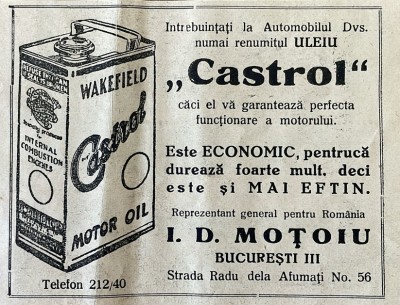 Întrebuințați la Automobilul Dvs.
numai renumitul ULEIU
„Castrol“
căci el vă garantează perfecta
funcționare a motorului.
Este ECONOMIC, pentrucă
durează foarte mult. deci
este și MAI EFTIN.
Reprezentant general pentru România
I. D. MOȚOIU
BUCUREȘTI III
Strada Radu dela Afumați No. 56
WAKEFIELD
Castrol
MOTOR OIL
INTERNAL
COMBUSTION
ENGINES
Telefon 212/40